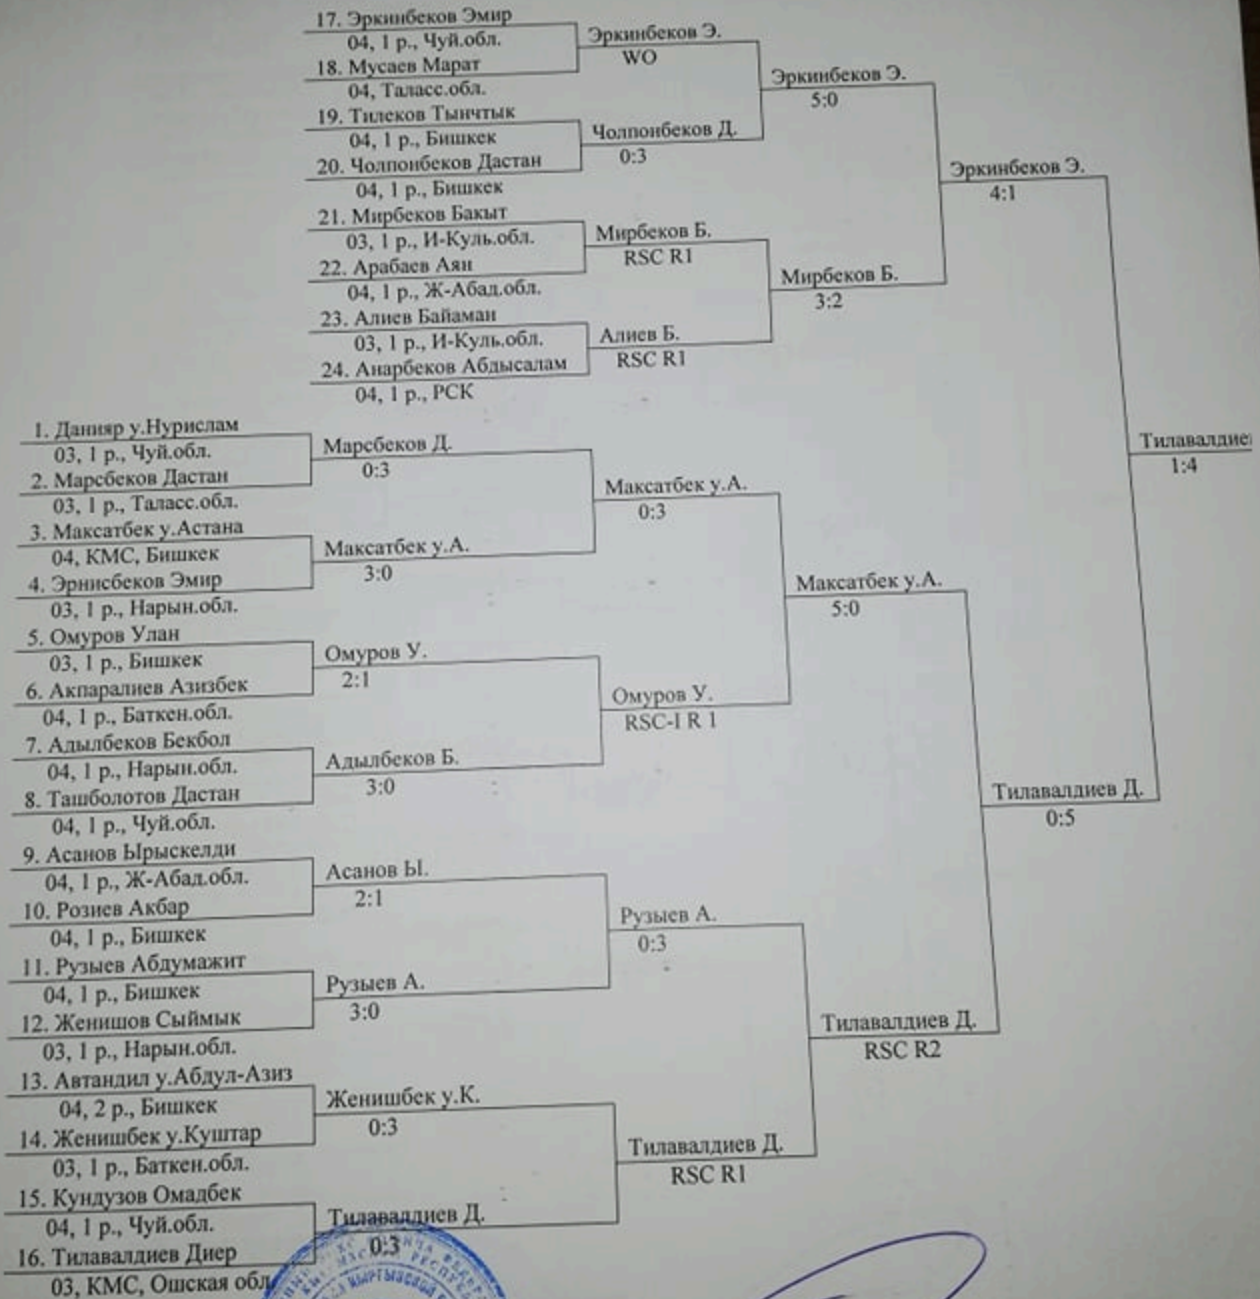 17. Эркинбеков Эмир
04, 1 р., Чуй.обл.
18. Мусаев Марат
04, Таласс.обл.
19. Тилеков Тынчтык
04, 1 р., Бишкек
20. Чолпонбеков Дастан
04, 1 р., Бишкек
21. Мирбеков Бакыт
03, 1 р., И-Куль.обл.
22. Арабаев Аян
04, 1 р., Ж-Абад.обл.
23. Алиев Байаман
03, 1 р., И-Куль.обл.
24. Анарбеков Абдысалам
04, 1 р., РСК
Эркинбеков Э.
WO
Чолпонбеков Д.
0:3
Мирбеков Б.
RSC R1
Алиев Б.
RSC R1
Эркинбеков Э.
5:0
Мирбеков Б.
3:2
Эркинбеков Э.
4:1
1. Данияр у.Нурислам
03, 1 р., Чуй.обл.
2. Марсбеков Дастан
03, 1 р., Таласс.обл.
3. Максатбек у.Астана
04, КМС, Бишкек
4. Эрнисбеков Эмир
03, 1 р., Нарын.обл.
5. Омуров Улан
03, 1 р., Бишкек
6. Акпаралиев Азизбек
04, 1 р., Баткен.обл.
7. Адылбеков Бекбол
04, 1 р., Нарын.обл.
8. Ташболотов Дастан
04, 1 р., Чуй.обл.
9. Асанов Ырыскелди
04, 1 р., Ж-Абад.обл.
10. Розиев Акбар
04, 1 р., Бишкек
11. Рузыев Абдумажит
04, 1 р., Бишкек
12. Женишов Сыймык
03, 1 р., Нарын.обл.
13. Автандил у.Абдул-Азиз
04, 2 р., Бишкек
14. Женишбек у.Куштар
03, 1 р., Баткен.обл.
15. Кундузов Омадбек
04, 1 р., Чуй.обл.
16. Тилавалдиев Диер
03, КМС, Ошская обл
Марсбеков Д.
0:3
Максатбек у.А.
3:0
Омуров У.
2:1
Адылбеков Б.
3:0
Асанов Ы.
2:1
Рузыев А.
3:0
Женишбек у.К.
0:3
Тилавалдиев Д.
0:3
Максатбек у.А.
0:3
Омуров У.
RSC-I R 1
Рузыев А.
0:3
Тилавалдиев Д.
RSC R1
Максатбек у.А.
5:0
Тилавалдиев Д.
RSC R2
Тилавалдиев Д.
0:5
Тилавалдие
1:4